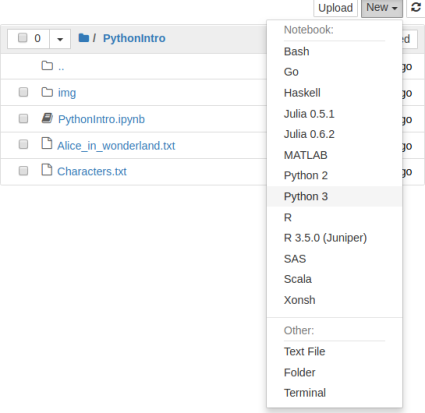 Upload New
0 / PythonIntro ed
Notebook:
Bash
.. go
Go
img go
Haskell
Julia 0.5.1
PythonIntro.ipynb go
Julia 0.6.2
Alice_in_wonderland.txt go
MATLAB
Characters.txt go
Python 2
Python 3
R
R 3.5.0 (Juniper)
SAS
Scala
Xonsh
Other:
Text File
Folder
Terminal